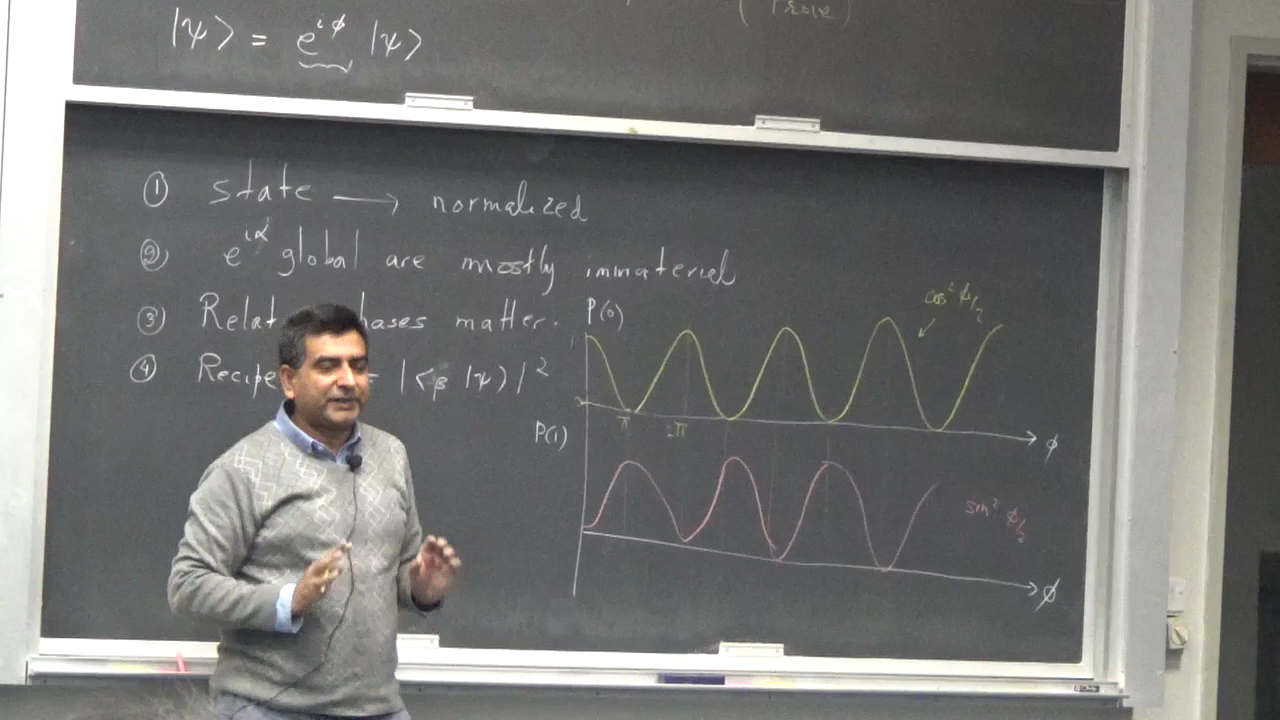 |ψ⟩ = e^{iφ} |ψ⟩
① state ⟶ normalized
② e^{iα} global are mostly immaterial
③ Relat hases matter.
④ Recipe |⟨β|ψ⟩|²
P(0)
cos² φ/2
π 2π
φ
P(1)
sin² φ/2
φ